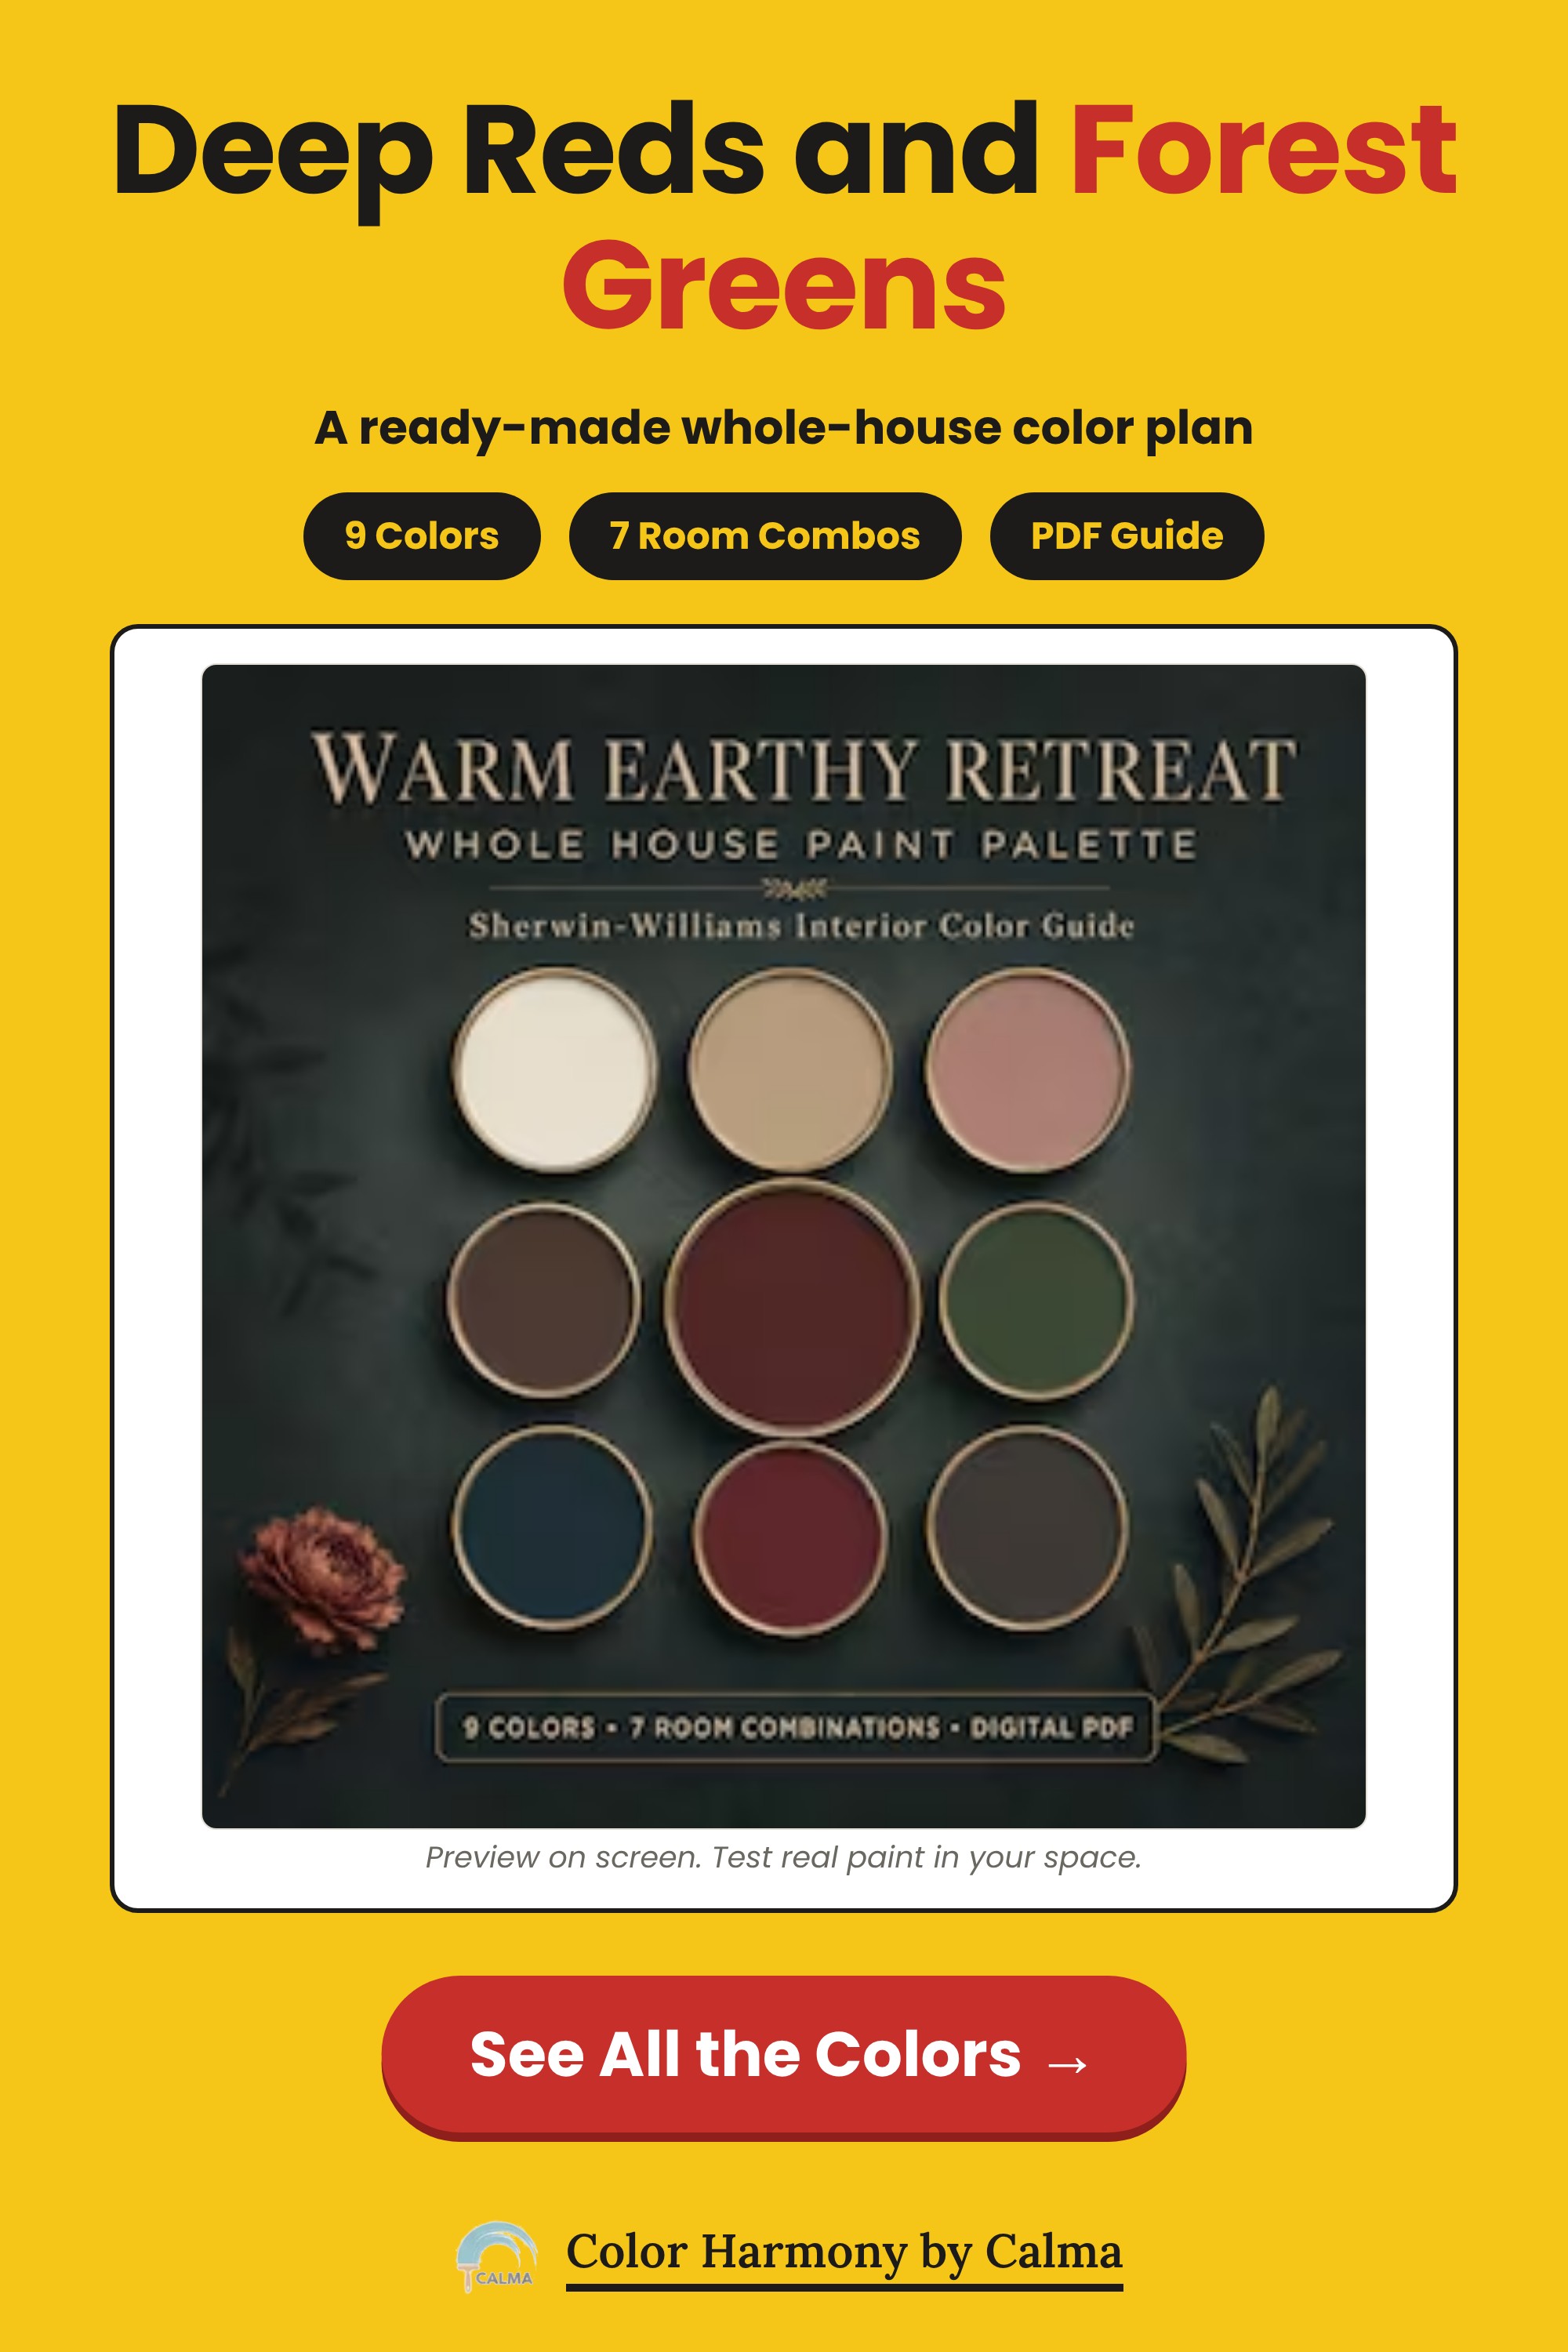 Deep Reds and Forest
Greens
A ready-made whole-house color plan
9 Colors
7 Room Combos
PDF Guide
WARM EARTHY RETREAT
WHOLE HOUSE PAINT PALETTE
Sherwin-Williams Interior Color Guide
9 COLORS • 7 ROOM COMBINATIONS • DIGITAL PDF
Preview on screen. Test real paint in your space.
See All the Colors →
CALMA
Color Harmony by Calma